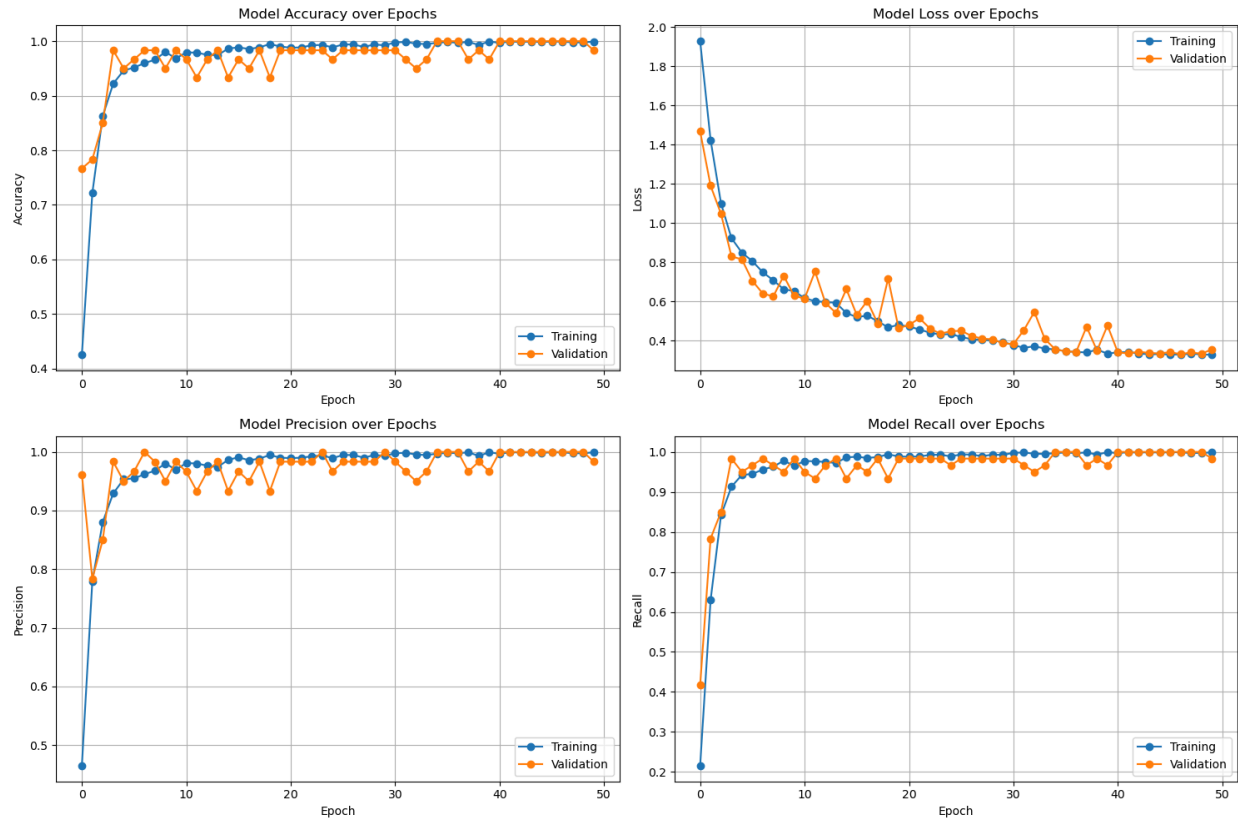 Model Accuracy over Epochs
Accuracy
1.0
0.9
0.8
0.7
0.6
0.5
0.4
0 10 20 30 40 50
Epoch
Training
Validation
Model Loss over Epochs
Loss
2.0
1.8
1.6
1.4
1.2
1.0
0.8
0.6
0.4
0 10 20 30 40 50
Epoch
Training
Validation
Model Precision over Epochs
Precision
1.0
0.9
0.8
0.7
0.6
0.5
0 10 20 30 40 50
Epoch
Training
Validation
Model Recall over Epochs
Recall
1.0
0.9
0.8
0.7
0.6
0.5
0.4
0.3
0.2
0 10 20 30 40 50
Epoch
Training
Validation